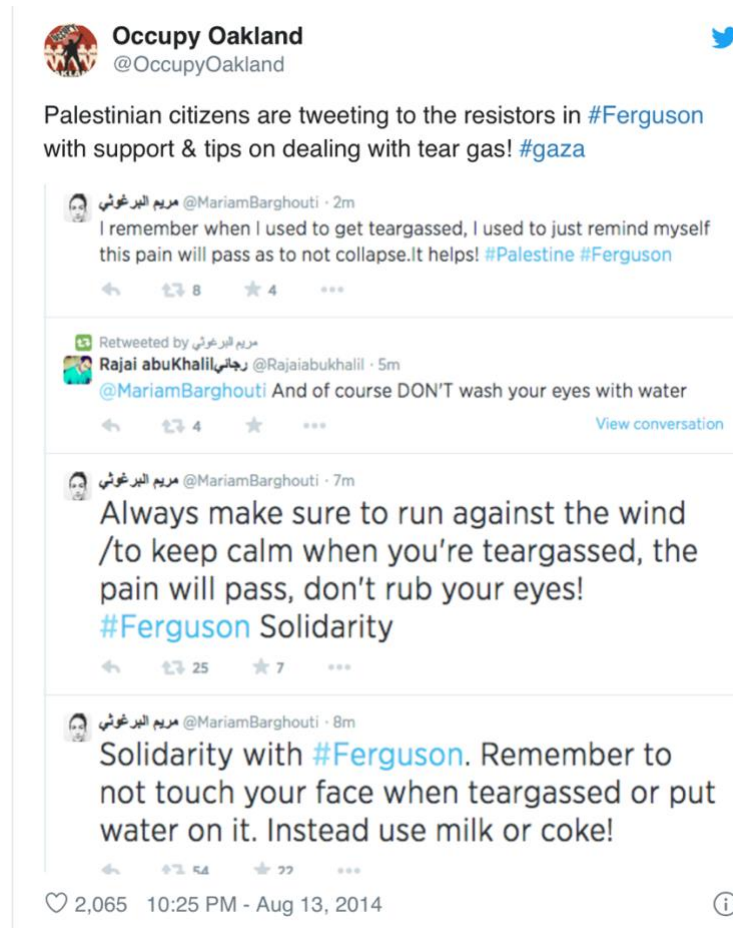 Occupy Oakland
@OccupyOakland
Palestinian citizens are tweeting to the resistors in #Ferguson
with support & tips on dealing with tear gas! #gaza
مريم البرغوثي @MariamBarghouti · 2m
I remember when I used to get teargassed, I used to just remind myself
this pain will pass as to not collapse.It helps! #Palestine #Ferguson
8 4
Retweeted by مريم البرغوثي
Rajai abuKhalilرجائي @Rajaiabukhalil · 5m
@MariamBarghouti And of course DON'T wash your eyes with water
4 View conversation
مريم البرغوثي @MariamBarghouti · 7m
Always make sure to run against the wind
/to keep calm when you're teargassed, the
pain will pass, don't rub your eyes!
#Ferguson Solidarity
25 7
مريم البرغوثي @MariamBarghouti · 8m
Solidarity with #Ferguson. Remember to
not touch your face when teargassed or put
water on it. Instead use milk or coke!
54 22
2,065 10:25 PM - Aug 13, 2014